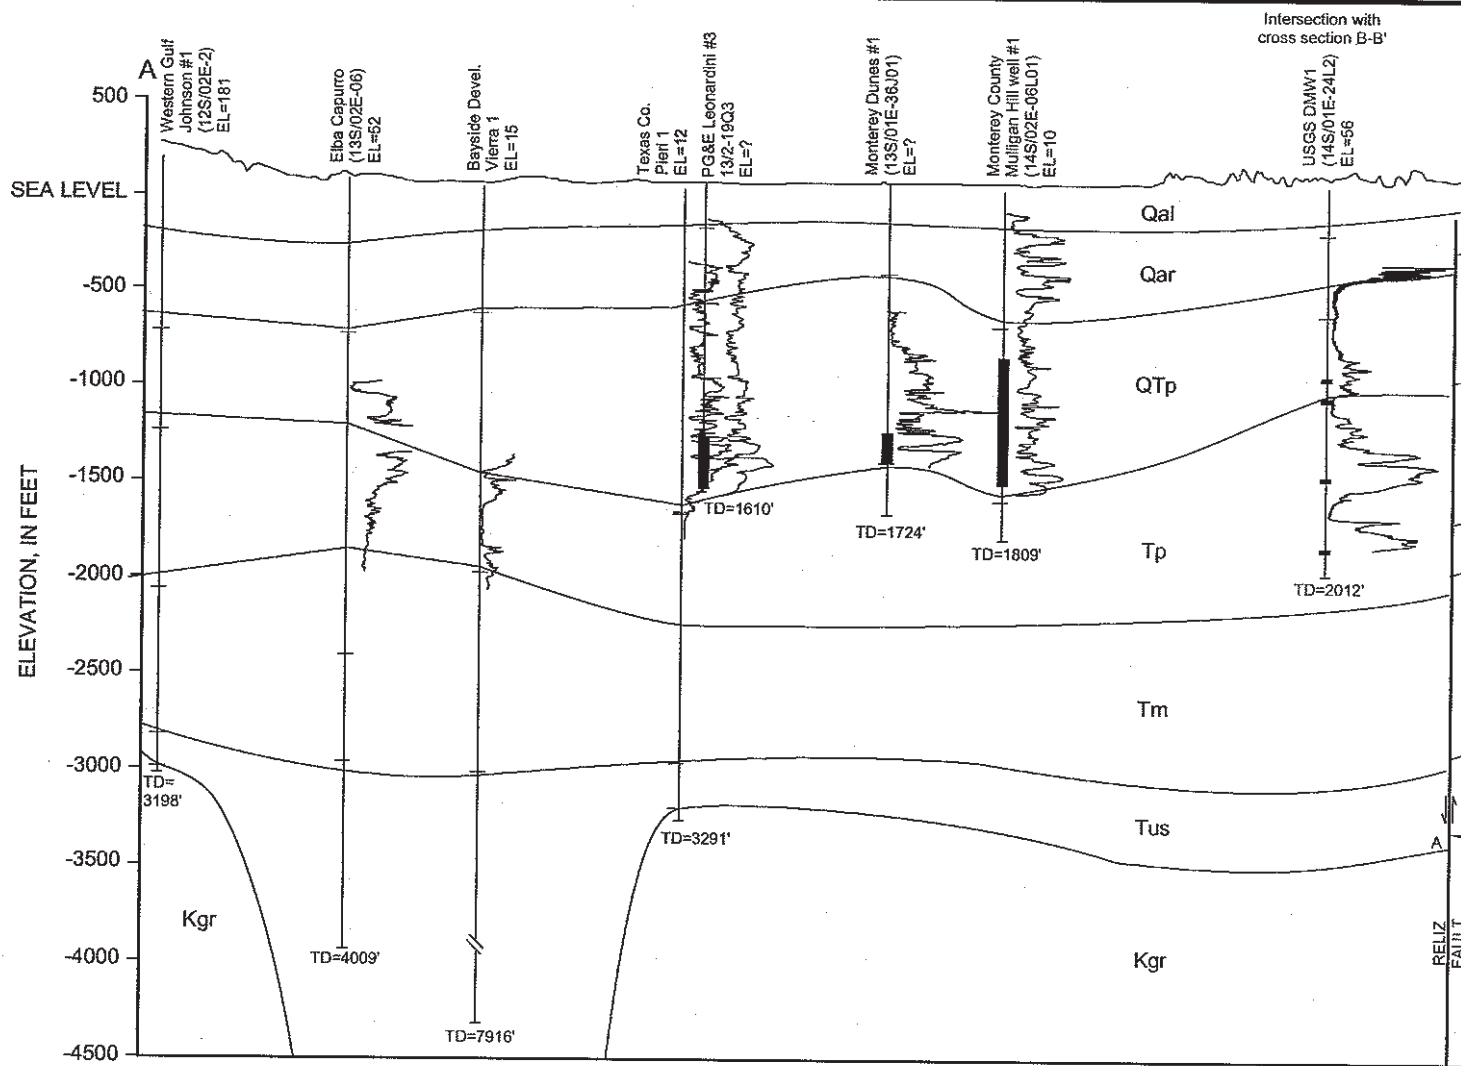 Intersection with
cross section B-B'
A
Western Gulf
Johnson #1
(12S/02E-2)
EL=181
Elba Capurro
(13S/02E-06)
EL=52
Bayside Devel.
Vierra 1
EL=15
Texas Co.
Pieri 1
EL=12
PG&E Leonardini #3
13/2-19Q3
EL=?
Monterey Dunes #1
(13S/01E-36J01)
EL=?
Monterey County
Mulligan Hill well #1
(14S/02E-06L01)
EL=10
USGS DMW1
(14S/01E-24L2)
EL=56
500
SEA LEVEL
-500
-1000
-1500
-2000
-2500
-3000
-3500
-4000
-4500
ELEVATION, IN FEET
Qal
Qar
QTp
Tp
Tm
Tus
Kgr
Kgr
TD=
3198'
TD=4009'
TD=7916'
TD=3291'
TD=1610'
TD=1724'
TD=1809'
TD=2012'
A
RELIZ
FAULT